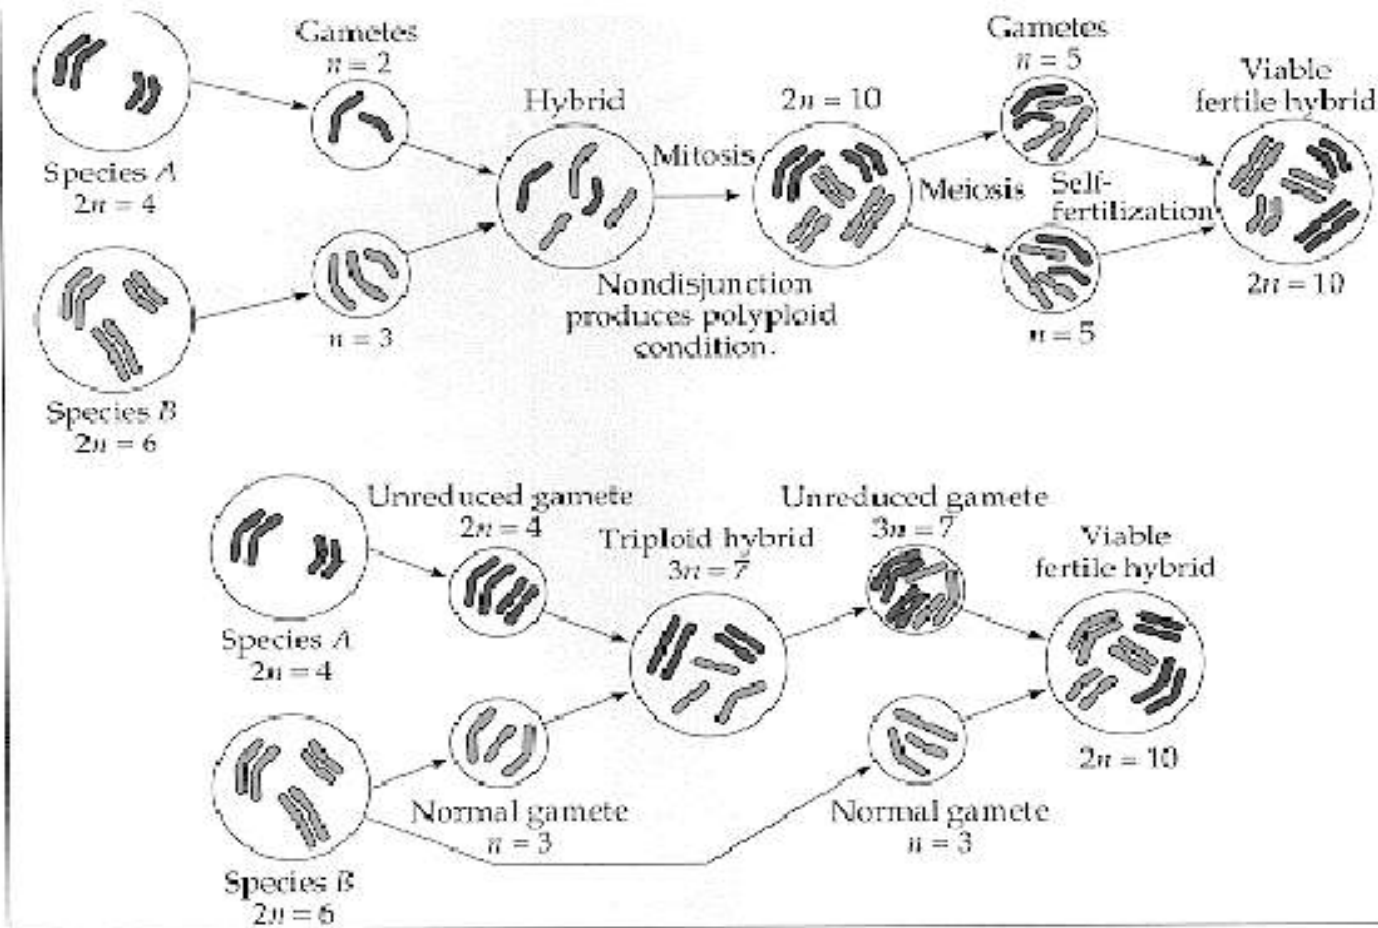 Gametes
n = 2
Gametes
n = 5
Viable
fertile hybrid
Hybrid
2n = 10
Species A
2n = 4
Mitosis
Meiosis
Self-
fertilization
n = 3
Nondisjunction
produces polyploid
condition.
n = 5
2n = 10
Species B
2n = 6
Unreduced gamete
2n = 4
Triploid hybrid
3n = 7
Unreduced gamete
3n = 7
Viable
fertile hybrid
Species A
2n = 4
Normal gamete
n = 3
Normal gamete
n = 3
2n = 10
Species B
2n = 6